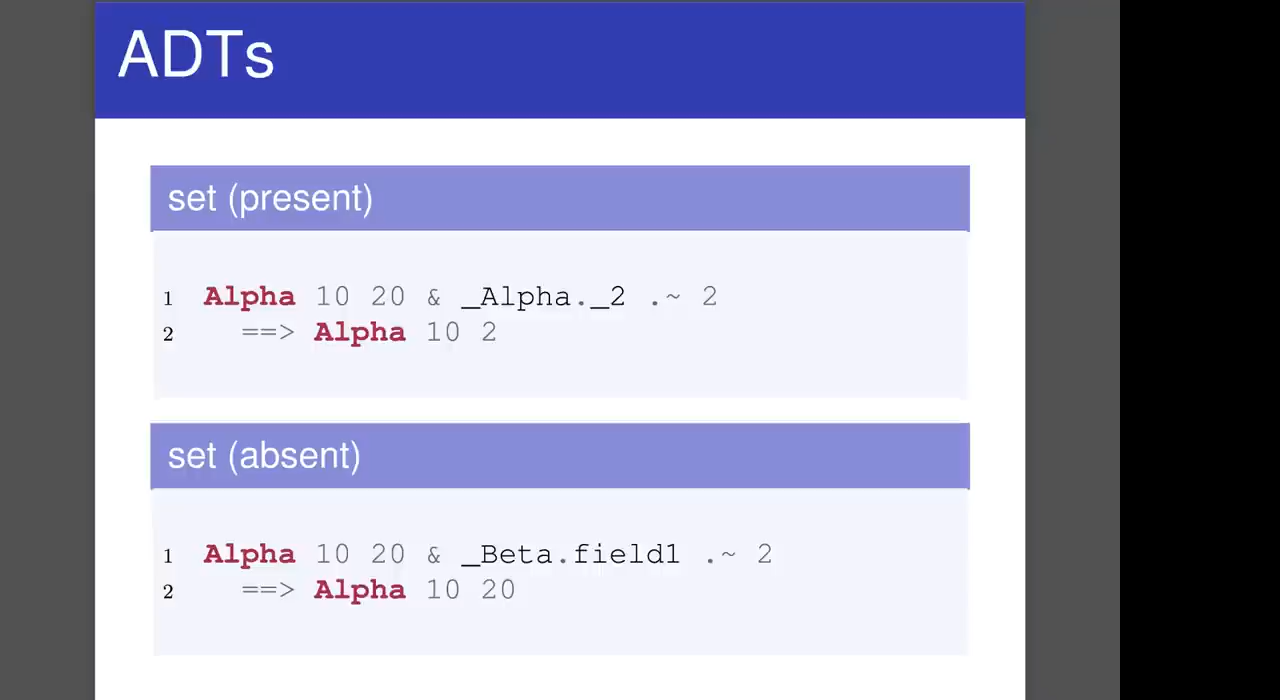 ADTs
set (present)
1 Alpha 10 20 & _Alpha._2 .~ 2
2 ==> Alpha 10 2
set (absent)
1 Alpha 10 20 & _Beta.field1 .~ 2
2 ==> Alpha 10 20